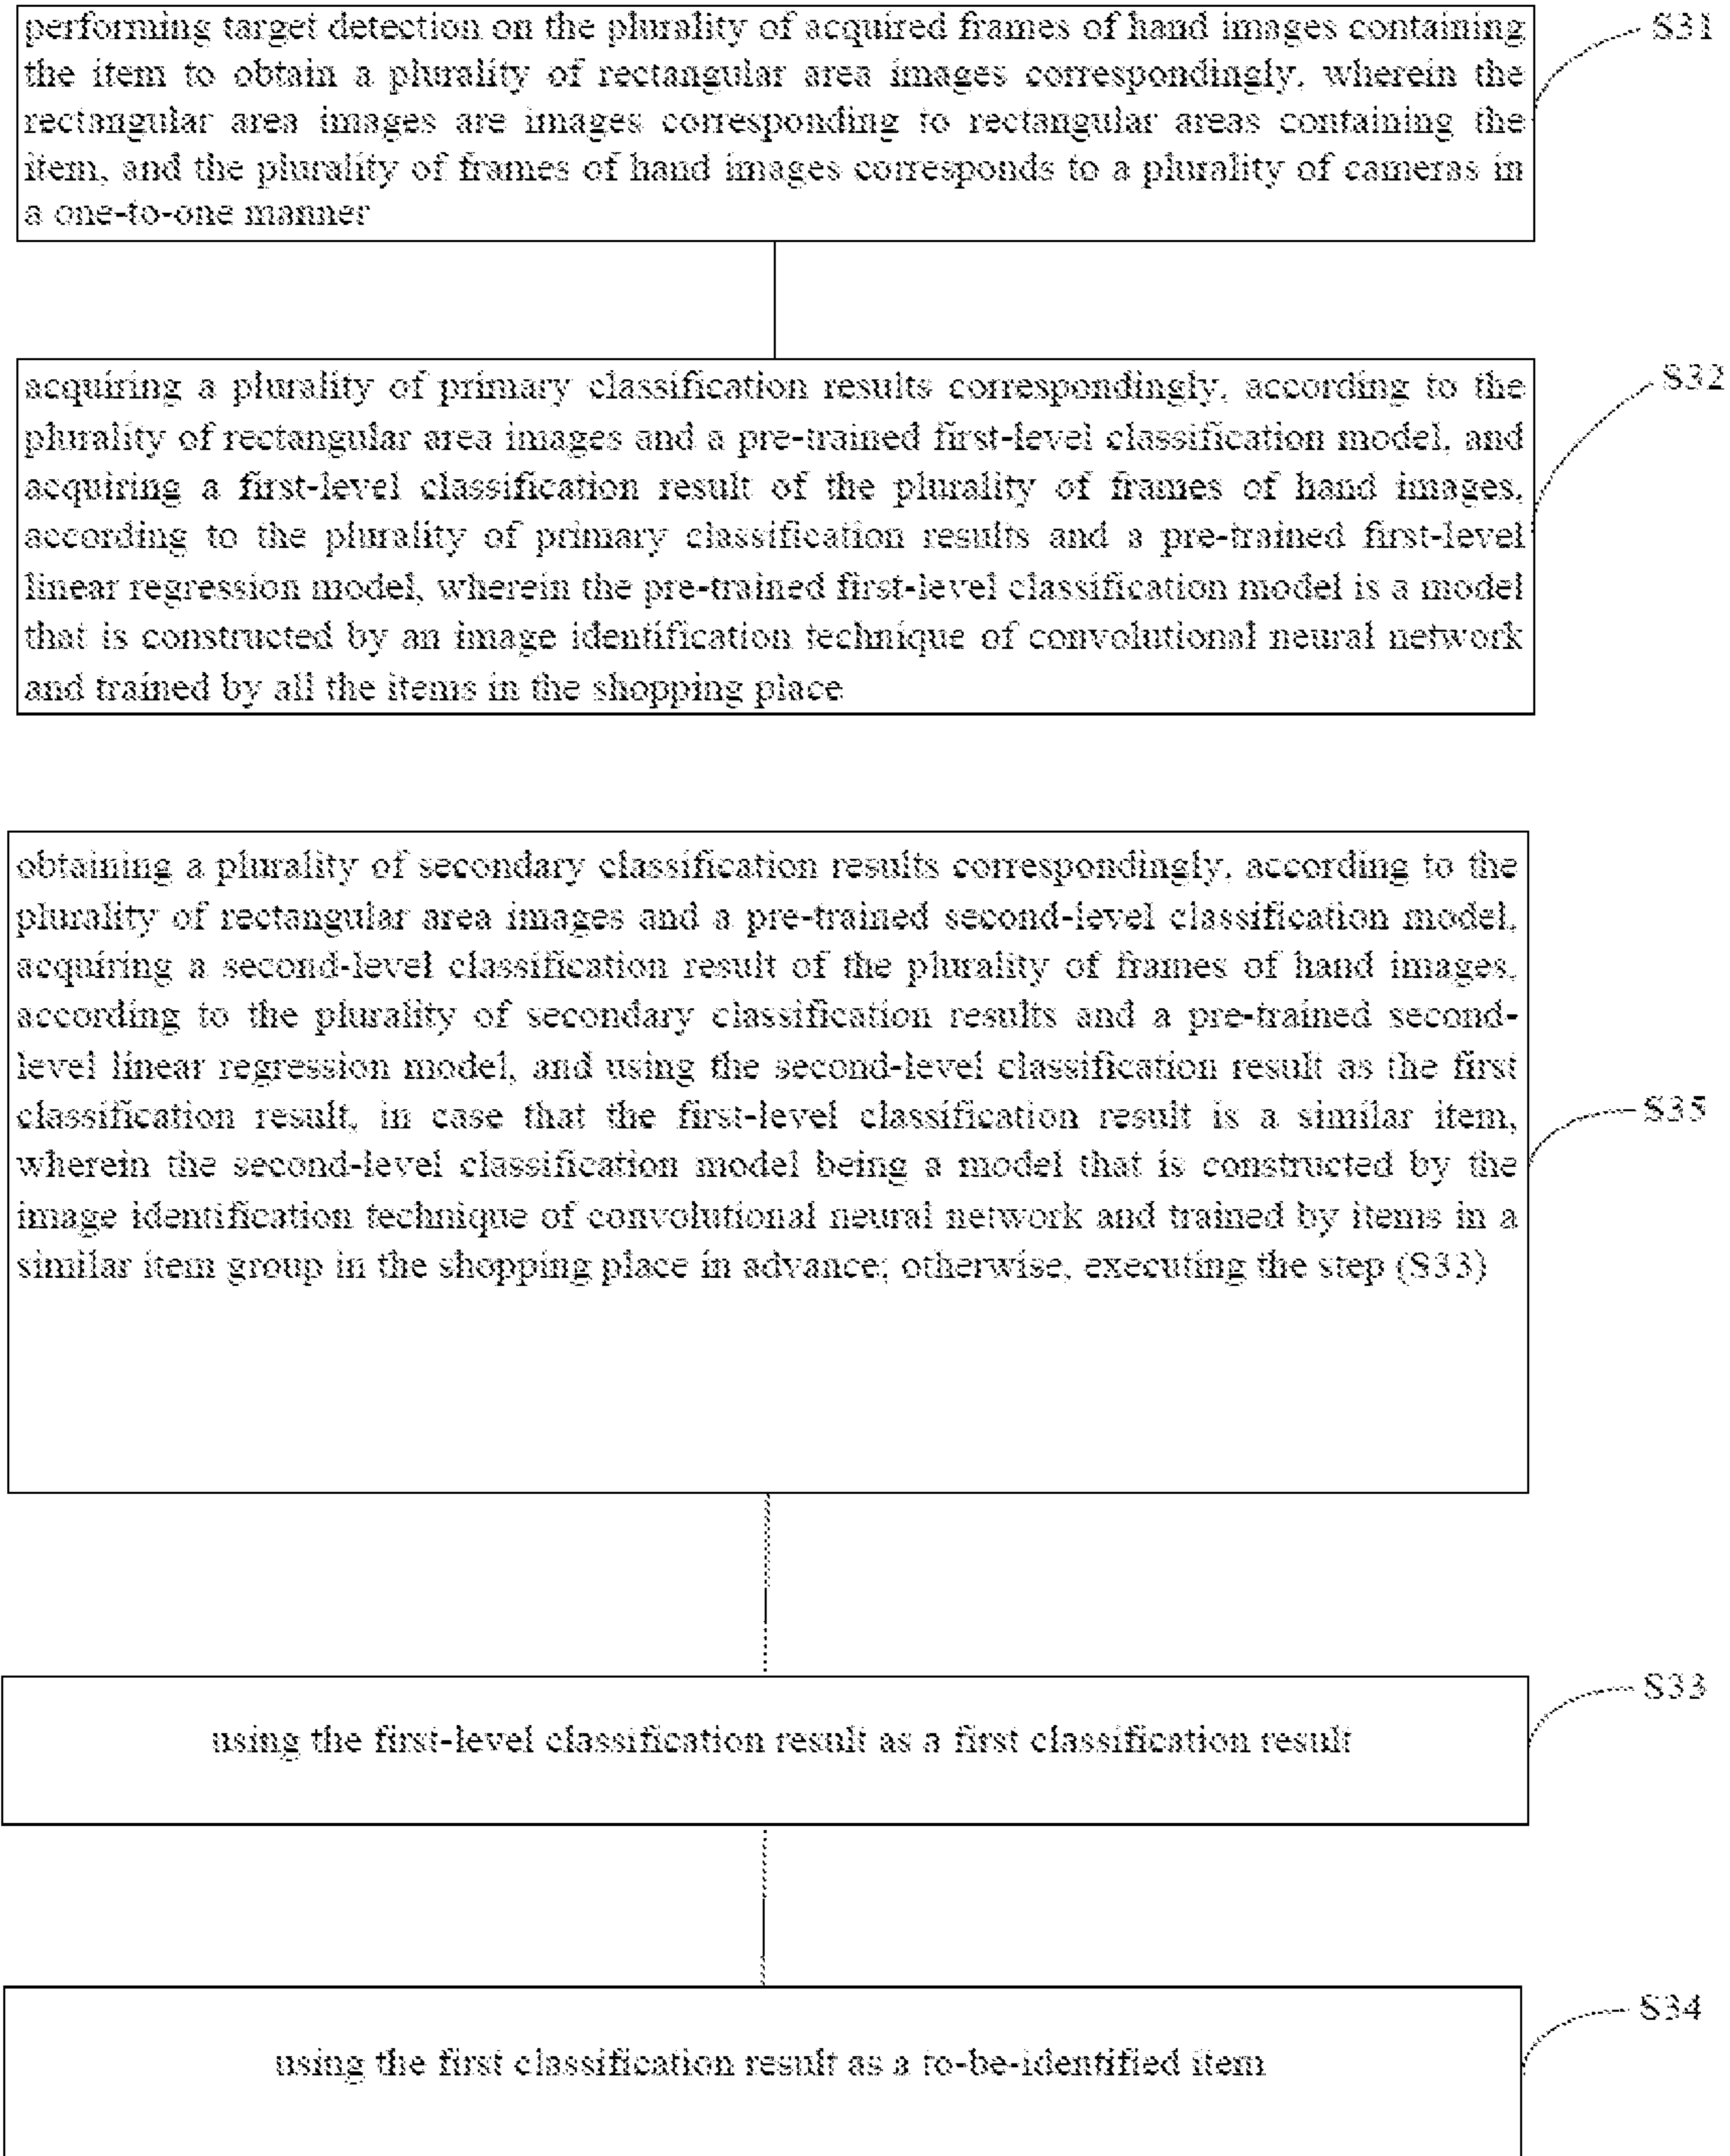 performing target detection on the plurality of acquired frames of hand images containing
the item to obtain a plurality of rectangular area images correspondingly, wherein the
rectangular area images are images corresponding to rectangular areas containing the
item, and the plurality of frames of hand images corresponds to a plurality of cameras in
a one-to-one manner
S31
acquiring a plurality of primary classification results correspondingly, according to the
plurality of rectangular area images and a pre-trained first-level classification model, and
acquiring a first-level classification result of the plurality of frames of hand images,
according to the plurality of primary classification results and a pre-trained first-level
linear regression model, wherein the pre-trained first-level classification model is a model
that is constructed by an image identification technique of convolutional neural network
and trained by all the items in the shopping place
S32
obtaining a plurality of secondary classification results correspondingly, according to the
plurality of rectangular area images and a pre-trained second-level classification model,
acquiring a second-level classification result of the plurality of frames of hand images,
according to the plurality of secondary classification results and a pre-trained second-
level linear regression model, and using the second-level classification result as the first
classification result, in case that the first-level classification result is a similar item,
wherein the second-level classification model being a model that is constructed by the
image identification technique of convolutional neural network and trained by items in a
similar item group in the shopping place in advance; otherwise, executing the step (S33)
S35
using the first-level classification result as a first classification result
S33
using the first classification result as a to-be-identified item
S34